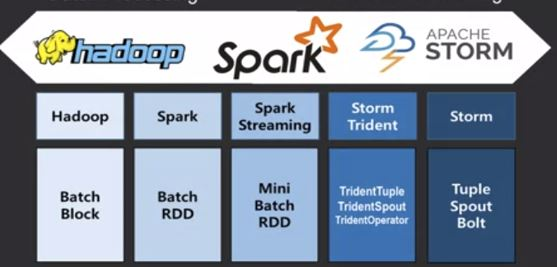 hadoop
Spark
APACHE
STORM
Hadoop
Spark
Spark
Streaming
Storm
Trident
Storm
Batch
Block
Batch
RDD
Mini
Batch
RDD
TridentTuple
TridentSpout
TridentOperator
Tuple
Spout
Bolt